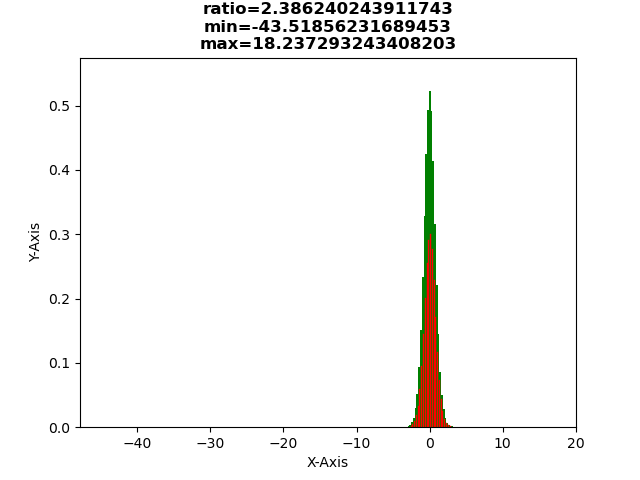 ratio=2.386240243911743
min=-43.51856231689453
max=18.237293243408203
0.5
0.4
0.3
0.2
0.1
0.0
Y-Axis
−40 −30 −20 −10 0 10 20
X-Axis